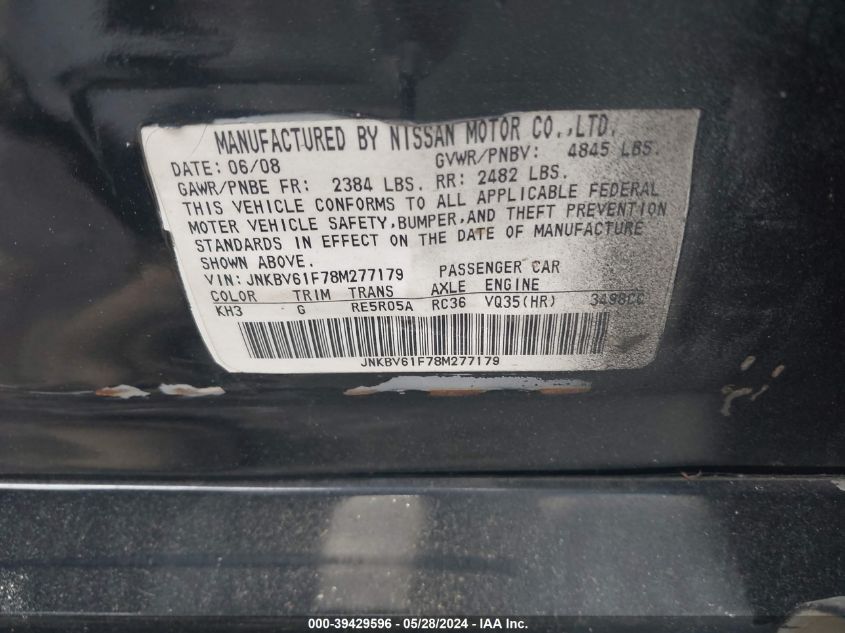 MANUFACTURED BY NISSAN MOTOR CO.,LTD.
DATE: 06/08 GVWR/PNBV: 4845 LBS.
GAWR/PNBE FR: 2384 LBS. RR: 2482 LBS.
THIS VEHICLE CONFORMS TO ALL APPLICABLE FEDERAL
MOTER VEHICLE SAFETY,BUMPER,AND THEFT PREVENTION
STANDARDS IN EFFECT ON THE DATE OF MANUFACTURE
SHOWN ABOVE.
VIN: JNKBV61F78M277179 PASSENGER CAR
COLOR TRIM TRANS AXLE ENGINE
KH3 G RE5R05A RC36 VQ35(HR) 3498CC
JNKBV61F78M277179
000-39429596 - 05/28/2024 - IAA Inc.